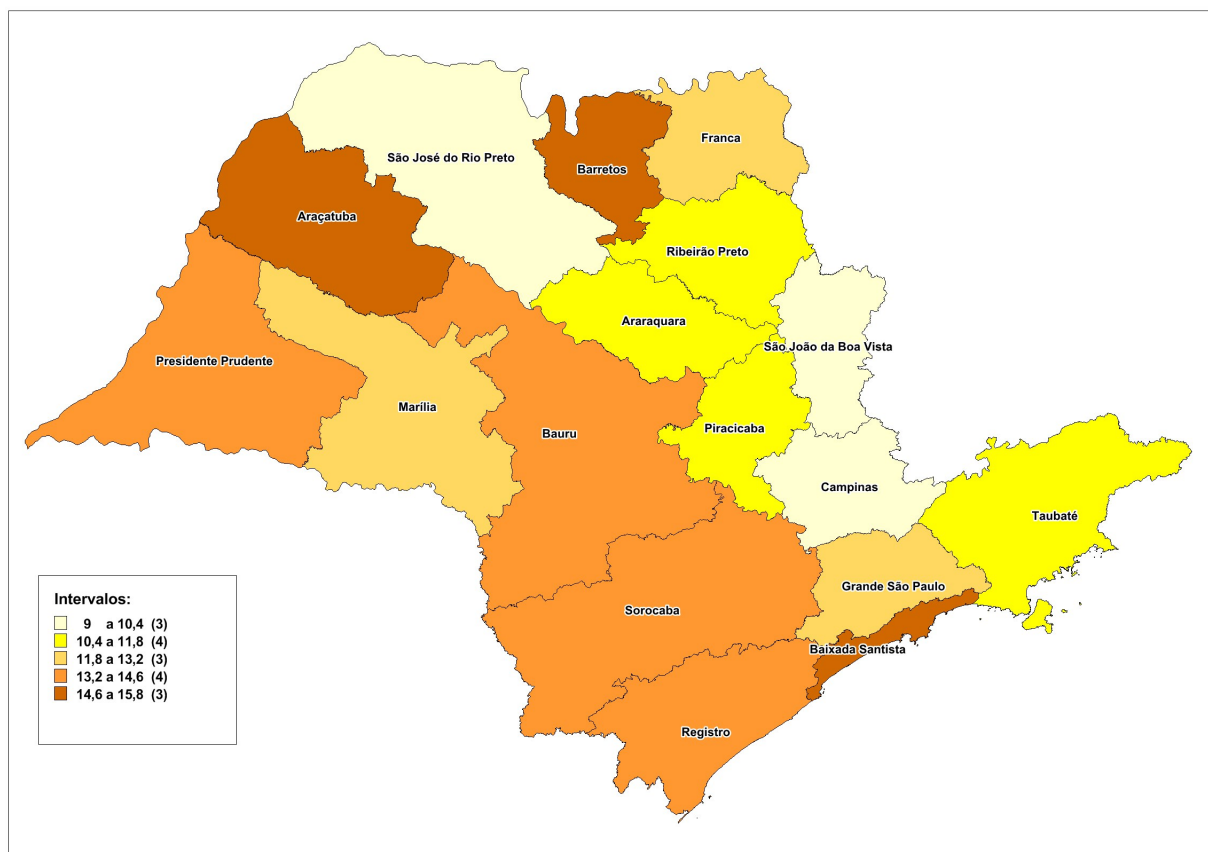 Franca
São José do Rio Preto
Barretos
Araçatuba
Ribeirão Preto
Araraquara
São João da Boa Vista
Presidente Prudente
Marília
Piracicaba
Bauru
Campinas
Taubaté
Grande São Paulo
Sorocaba
Baixada Santista
Registro
Intervalos:
9 a 10,4 (3)
10,4 a 11,8 (4)
11,8 a 13,2 (3)
13,2 a 14,6 (4)
14,6 a 15,8 (3)